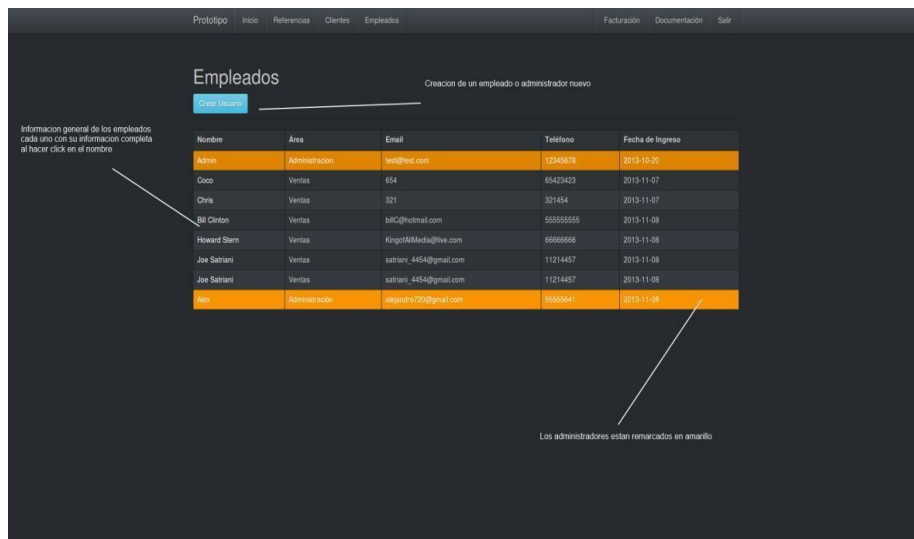 Prototipo Inicio Referencias Clientes Empleados Facturación Documentación Salir
Empleados
Creacion de un empleado o administrador nuevo
Crear Usuario
Informacion general de los empleados
cada uno con su informacion completa
al hacer click en el nombre
Nombre Área Email Teléfono Fecha de Ingreso
Admin Administracion test@test.com 12345678 2013-10-20
Coco Ventas 654 65423423 2013-11-07
Chris Ventas 321 321454 2013-11-07
Bill Clinton Ventas billC@hotmail.com 555555555 2013-11-08
Howard Stern Ventas KingofAllMedia@live.com 66666666 2013-11-08
Joe Satriani Ventas satriani_4454@gmail.com 11214457 2013-11-08
Joe Satriani Ventas satriani_4454@gmail.com 11214457 2013-11-08
Alex Administración alejandro720@gmail.com 55555641 2013-11-08
Los administradores estan remarcados en amarillo